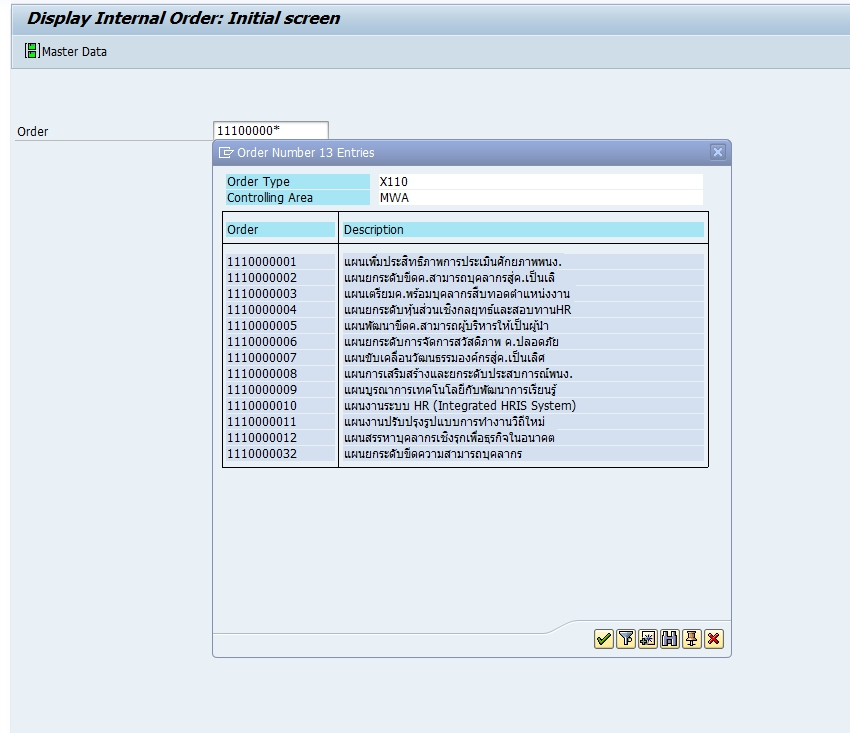 Display Internal Order: Initial screen
Master Data
Order 11100000*
Order Number 13 Entries
Order Type X110
Controlling Area MWA
Order Description
1110000001 แผนเพิ่มประสิทธิภาพการประเมินศักยภาพพนง.
1110000002 แผนยกระดับขีดค.สามารถบุคลากรสู่ค.เป็นเลิ
1110000003 แผนเตรียมค.พร้อมบุคลากรสืบทอดตำแหน่งงาน
1110000004 แผนยกระดับหุ้นส่วนเชิงกลยุทธ์และสอบทานHR
1110000005 แผนพัฒนาขีดค.สามารถผู้บริหารให้เป็นผู้นำ
1110000006 แผนยกระดับการจัดการสวัสดิภาพ ค.ปลอดภัย
1110000007 แผนขับเคลื่อนวัฒนธรรมองค์กรสู่ค.เป็นเลิศ
1110000008 แผนการเสริมสร้างและยกระดับประสบการณ์พนง.
1110000009 แผนบูรณาการเทคโนโลยีกับพัฒนาการเรียนรู้
1110000010 แผนงานระบบ HR (Integrated HRIS System)
1110000011 แผนงานปรับปรุงรูปแบบการทำงานวิถีใหม่
1110000012 แผนสรรหาบุคลากรเชิงรุกเพื่อธุรกิจในอนาคต
1110000032 แผนยกระดับขีดความสามารถบุคลากร